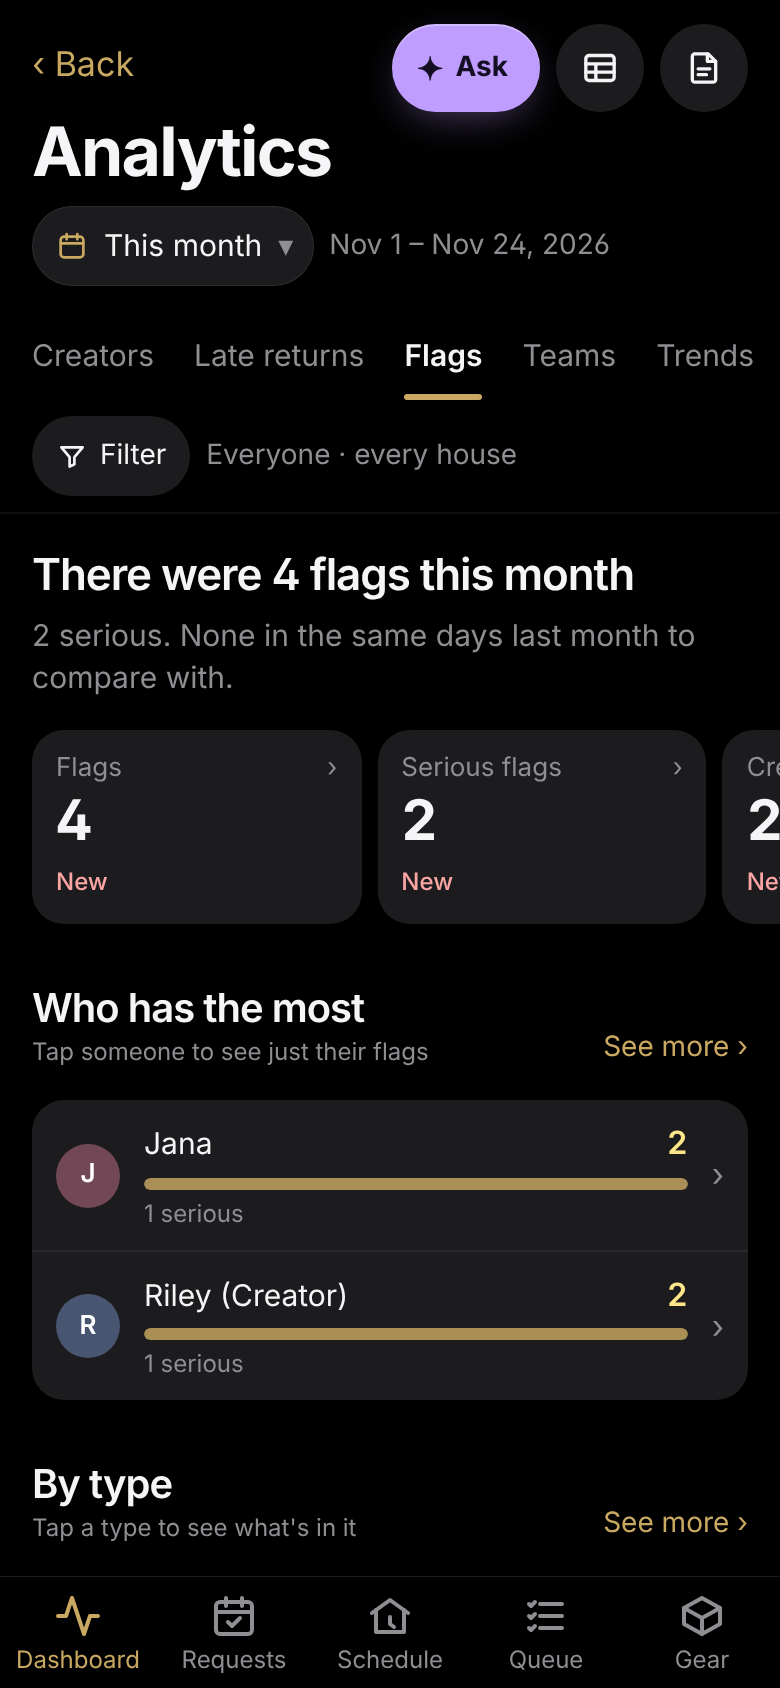 ‹ Back
Ask
Analytics
This month ▾
Nov 1 – Nov 24, 2026
Creators
Late returns
Flags
Teams
Trends
Filter
Everyone · every house
There were 4 flags this month
2 serious. None in the same days last month to
compare with.
Flags ›
4
New
Serious flags ›
2
New
2
Who has the most
Tap someone to see just their flags
See more ›
J
Jana
2
›
1 serious
R
Riley (Creator)
2
›
1 serious
By type
Tap a type to see what's in it
See more ›
Dashboard
Requests
Schedule
Queue
Gear